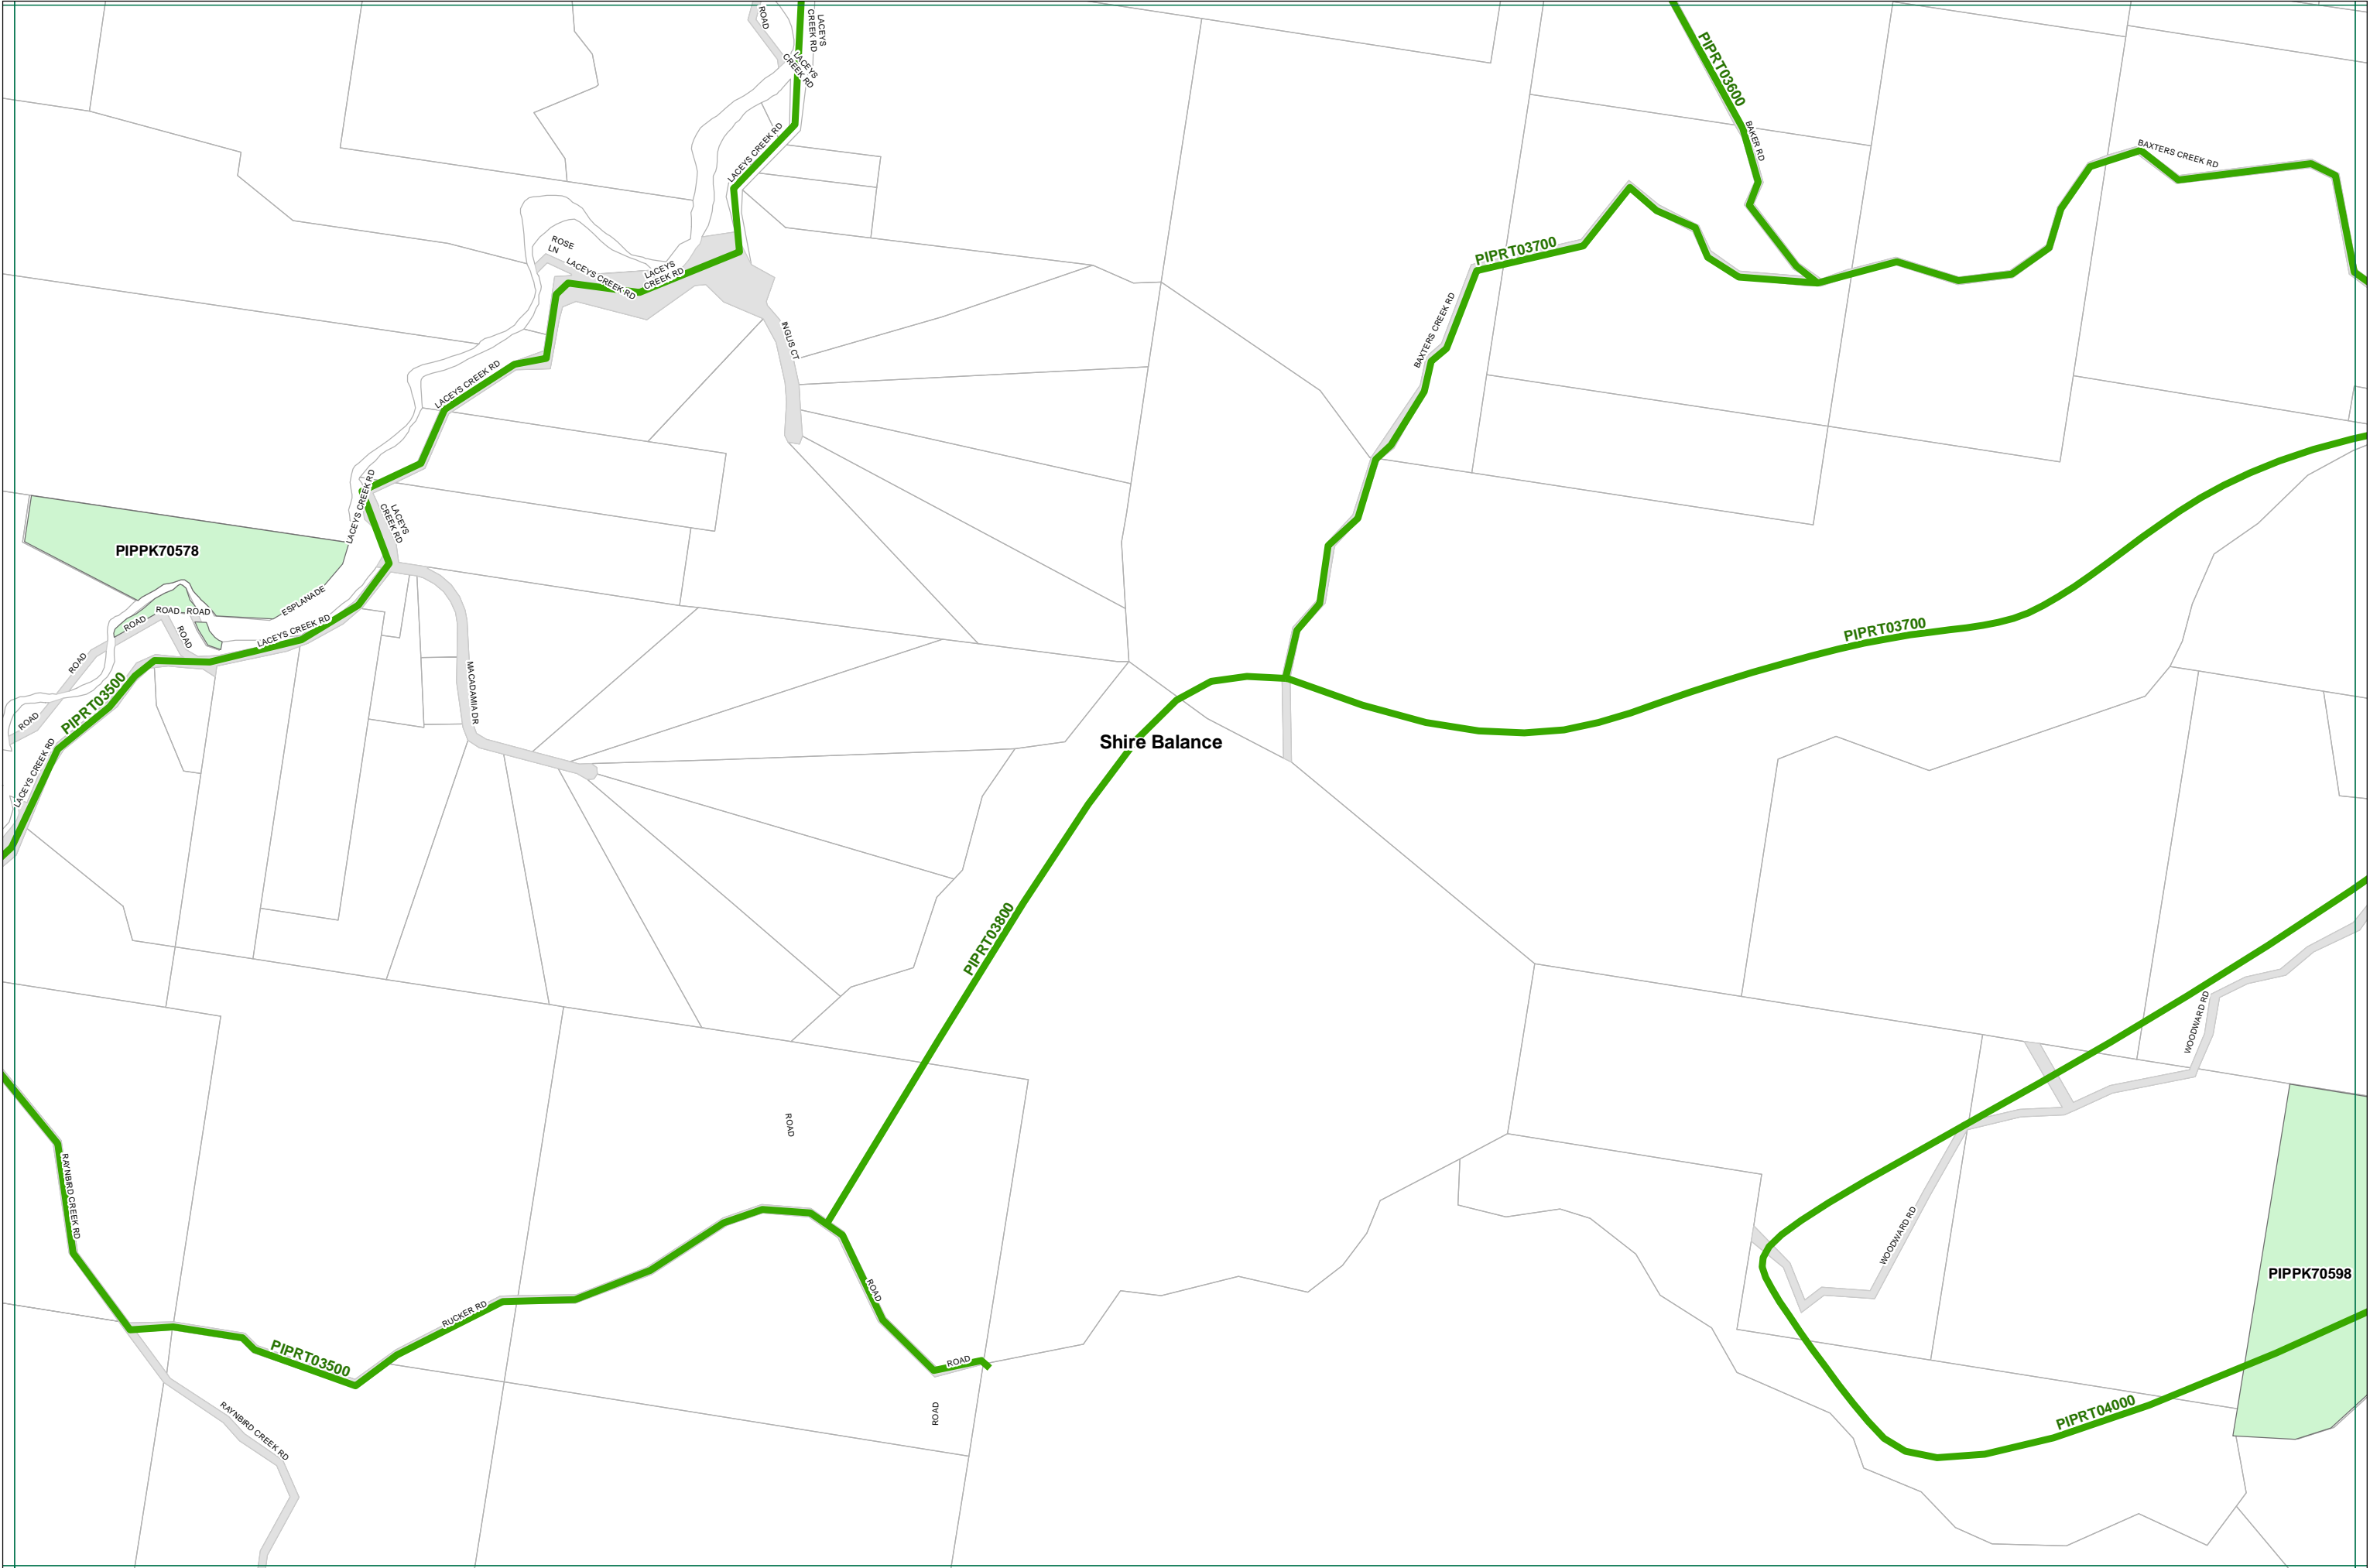 ROAD
LACEYS
CREEK RD
LACEYS
CREEK RD
PIPRT03600
BAKER RD
BAXTERS CREEK RD
LACEYS CREEK RD
ROSE
LN
LACEYS CREEK RD
LACEYS
CREEK RD
PIPRT03700
INGLIS CT
BAXTERS CREEK RD
LACEYS CREEK RD
LACEYS CREEK RD
LACEYS
CREEK RD
PIPPK70578
ESPLANADE
ROAD
ROAD
ROAD
ROAD
LACEYS CREEK RD
PIPRT03700
ROAD
MACADAMIA DR
PIPRT03500
ROAD
Shire Balance
LACEYS CREEK RD
PIPRT03800
WOODWARD RD
ROAD
RAYNBIRD CREEK RD
WOODWARD RD
PIPPK70598
ROAD
RUCKER RD
PIPRT03500
ROAD
ROAD
PIPRT04000
RAYNBIRD CREEK RD